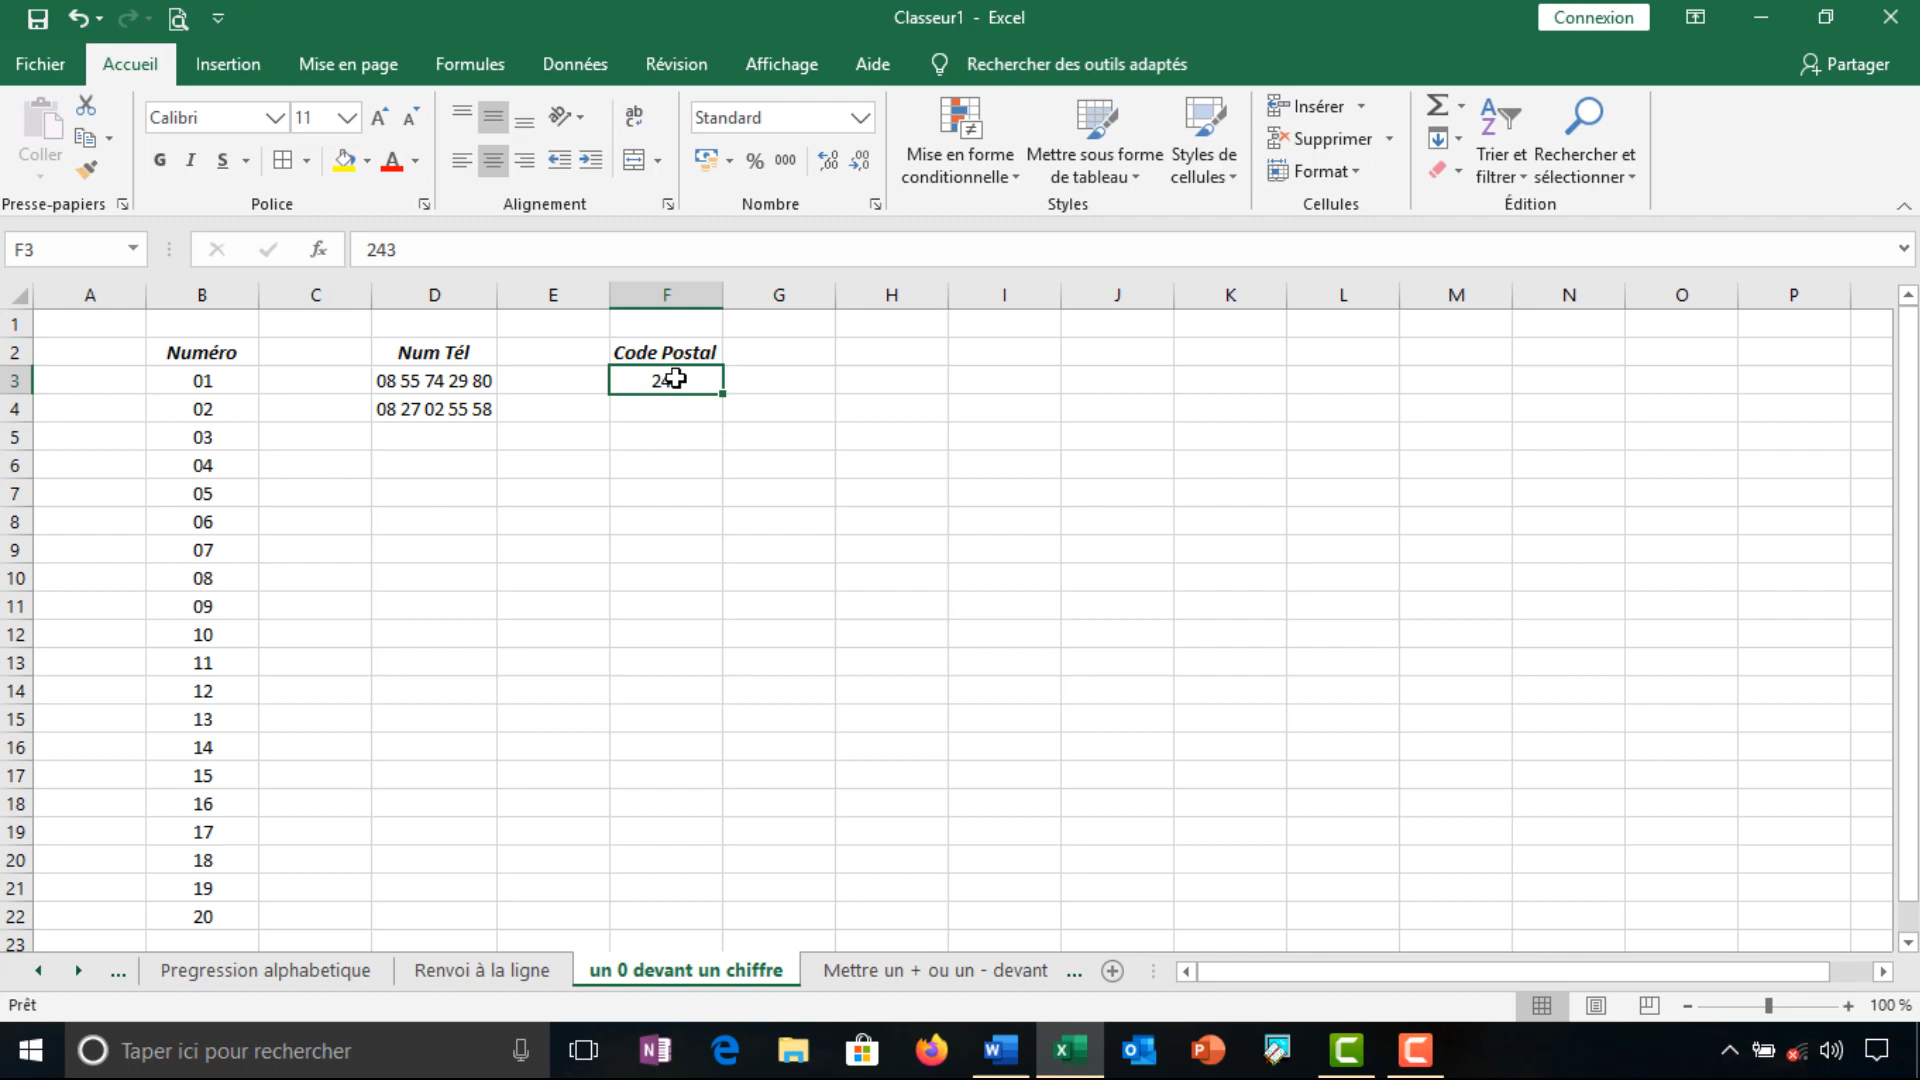 Classeur1 - Excel
Connexion
Fichier Accueil Insertion Mise en page Formules Données Révision Affichage Aide Rechercher des outils adaptés Partager
Coller
Presse-papiers
Calibri 11
G I S
Police
ab
Alignement
Standard
% 000
Nombre
Mise en forme conditionnelle
Mettre sous forme de tableau
Styles de cellules
Styles
Insérer
Supprimer
Format
Cellules
Trier et filtrer
Rechercher et sélectionner
Édition
F3 fx 243
A B C D E F G H I J K L M N O P
1
2 Numéro Num Tél Code Postal
3 01 08 55 74 29 80
4 02 08 27 02 55 58
5 03
6 04
7 05
8 06
9 07
10 08
11 09
12 10
13 11
14 12
15 13
16 14
17 15
18 16
19 17
20 18
21 19
22 20
23
... Pregression alphabetique Renvoi à la ligne un 0 devant un chiffre Mettre un + ou un - devant ...
Prêt 100 %
Taper ici pour rechercher